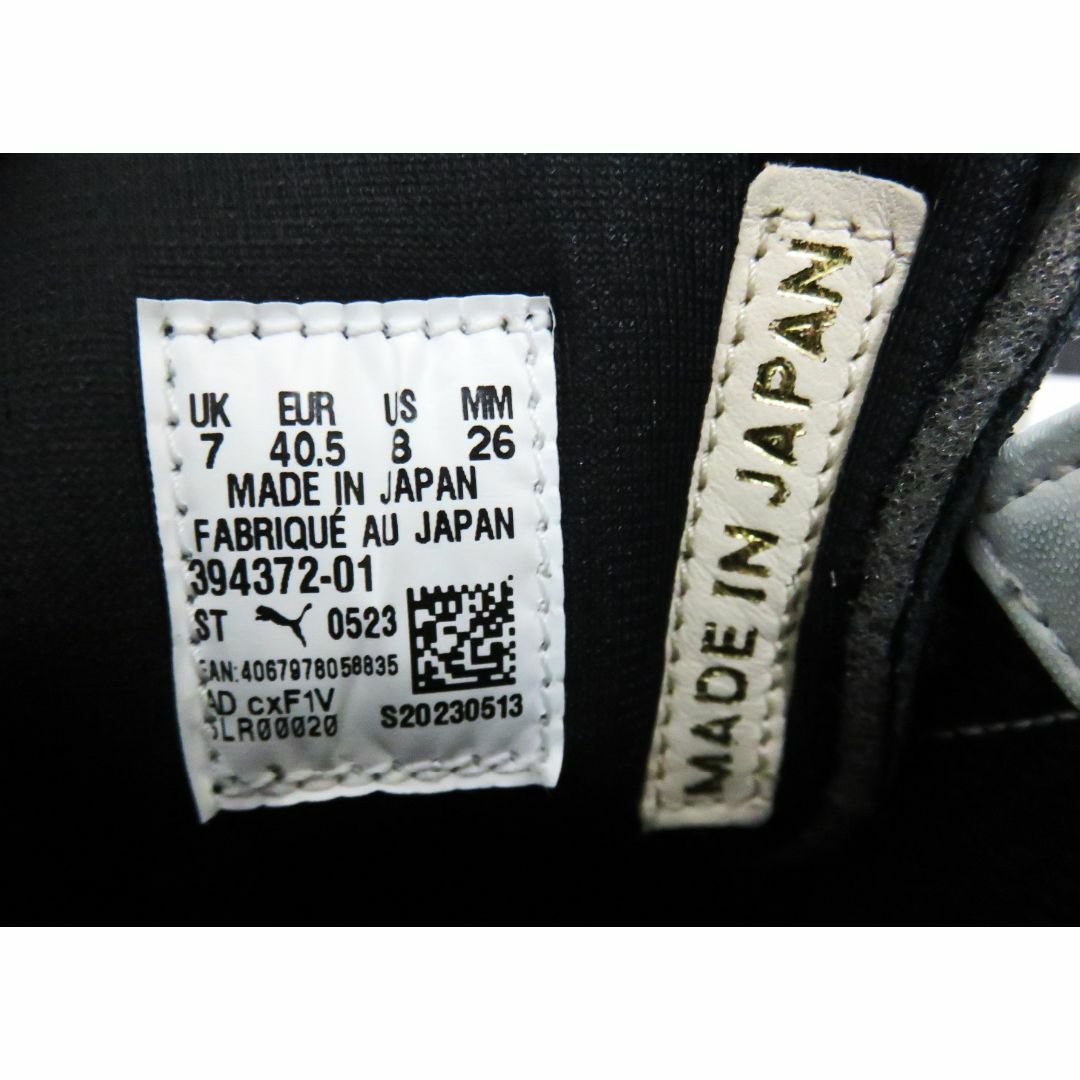 UK EUR US MM
7 40.5 8 26
MADE IN JAPAN
FABRIQUÉ AU JAPAN
394372-01
ST 0523
EAN:4067978058835
AD cxF1V
S20230513
MADE IN JAPAN